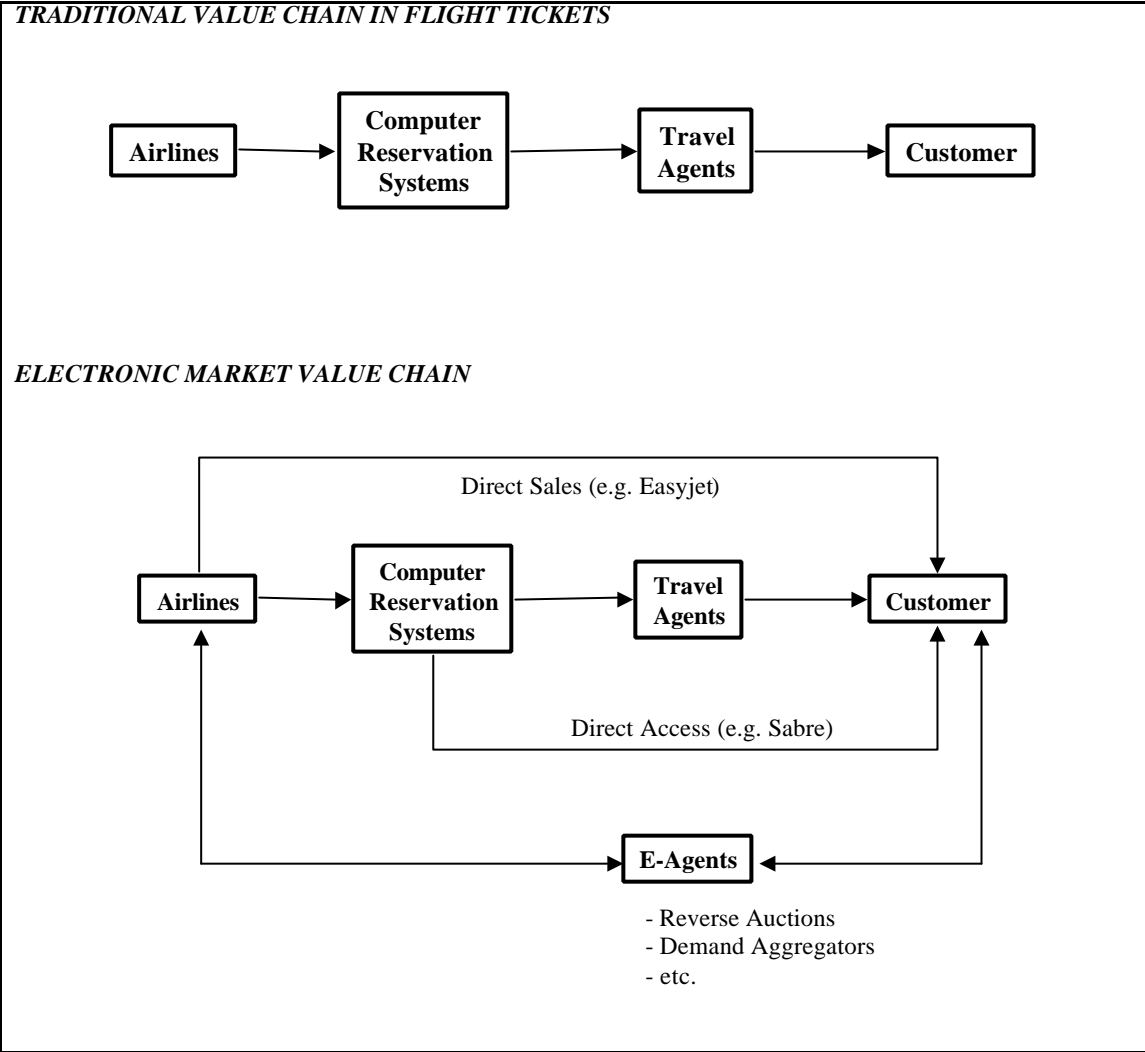 TRADITIONAL VALUE CHAIN IN FLIGHT TICKETS
Airlines
Computer
Reservation
Systems
Travel
Agents
Customer
ELECTRONIC MARKET VALUE CHAIN
Direct Sales (e.g. Easyjet)
Airlines
Computer
Reservation
Systems
Travel
Agents
Customer
Direct Access (e.g. Sabre)
E-Agents
- Reverse Auctions
- Demand Aggregators
- etc.